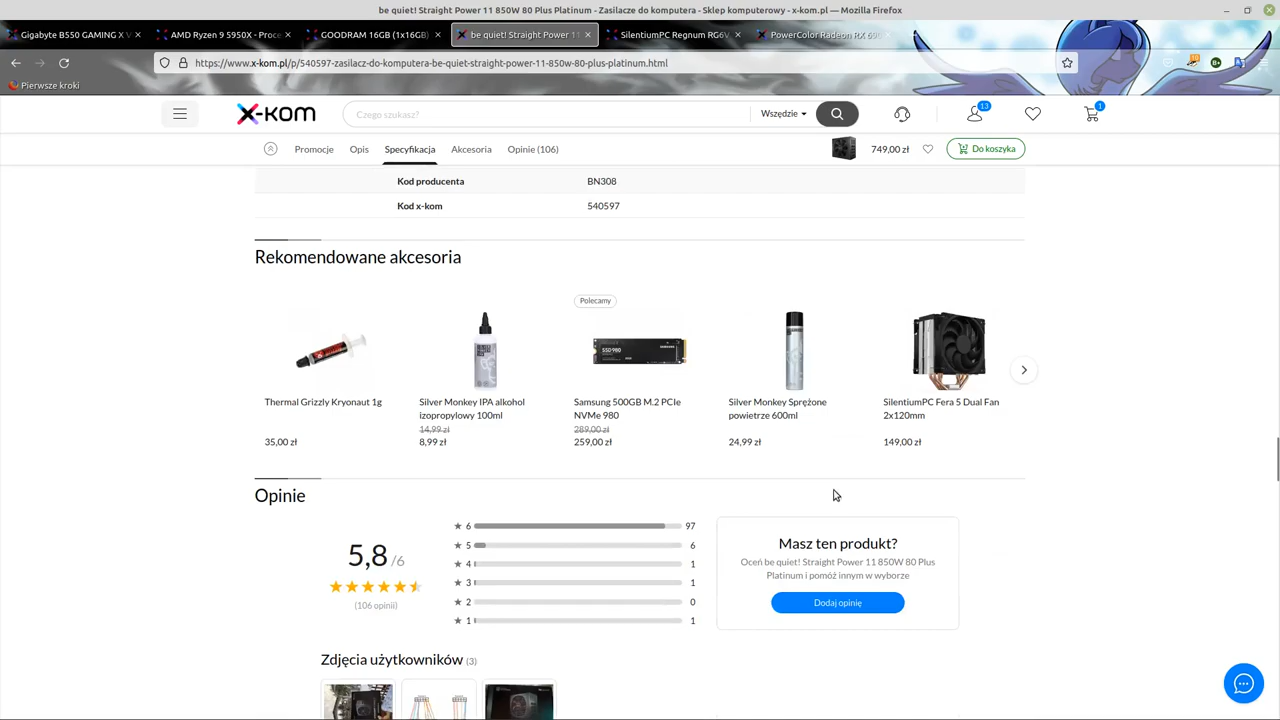 be quiet! Straight Power 11 850W 80 Plus Platinum - Zasilacze do komputera - Sklep komputerowy - x-kom.pl — Mozilla Firefox
Gigabyte B550 GAMING X V
AMD Ryzen 9 5950X - Proce
GOODRAM 16GB (1x16GB)
be quiet! Straight Power 11
SilentiumPC Regnum RG6V
PowerColor Radeon RX
https://www.x-kom.pl/p/540597-zasilacz-do-komputera-be-quiet-straight-power-11-850w-80-plus-platinum.html
Pierwsze kroki
x-kom
Czego szukasz?
Wszędzie
13
1
Promocje
Opis
Specyfikacja
Akcesoria
Opinie (106)
749,00 zł
Do koszyka
Kod producenta BN308
Kod x-kom 540597
Rekomendowane akcesoria
Polecamy
Thermal Grizzly Kryonaut 1g
35,00 zł
Silver Monkey IPA alkohol
izopropylowy 100ml
14,99 zł
8,99 zł
Samsung 500GB M.2 PCIe
NVMe 980
289,00 zł
259,00 zł
Silver Monkey Sprężone
powietrze 600ml
24,99 zł
SilentiumPC Fera 5 Dual Fan
2x120mm
149,00 zł
Opinie
5,8 /6
(106 opinii)
6 97
5 6
4 1
3 1
2 0
1 1
Masz ten produkt?
Oceń be quiet! Straight Power 11 850W 80 Plus
Platinum i pomóż innym w wyborze
Dodaj opinię
Zdjęcia użytkowników (3)